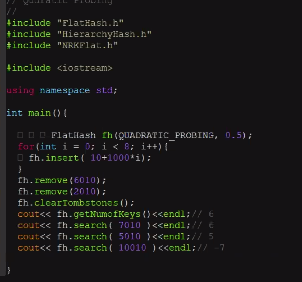 // Quadratic Probing
//
#include "FlatHash.h"
#include "HierarchyHash.h"
#include "NRKFlat.h"
#include <iostream>
using namespace std;
int main(){
FlatHash fh(QUADRATIC_PROBING, 0.5);
for(int i = 0; i < 8; i++){
fh.insert( 10+1000*i);
}
fh.remove(6010);
fh.remove(2010);
fh.clearTombstones();
cout<< fh.getNumofKeys()<<endl;// 6
cout<< fh.search( 7010 )<<endl;// 6
cout<< fh.search( 5010 )<<endl;// 5
cout<< fh.search( 10010 )<<endl;// -7
}